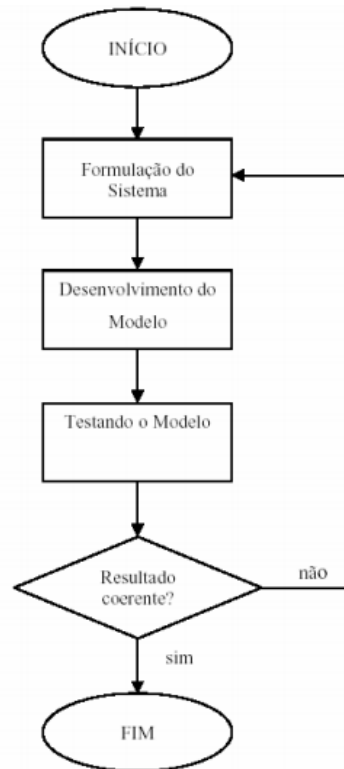 INÍCIO
Formulação do
Sistema
Desenvolvimento do
Modelo
Testando o Modelo
Resultado
coerente?
não
sim
FIM